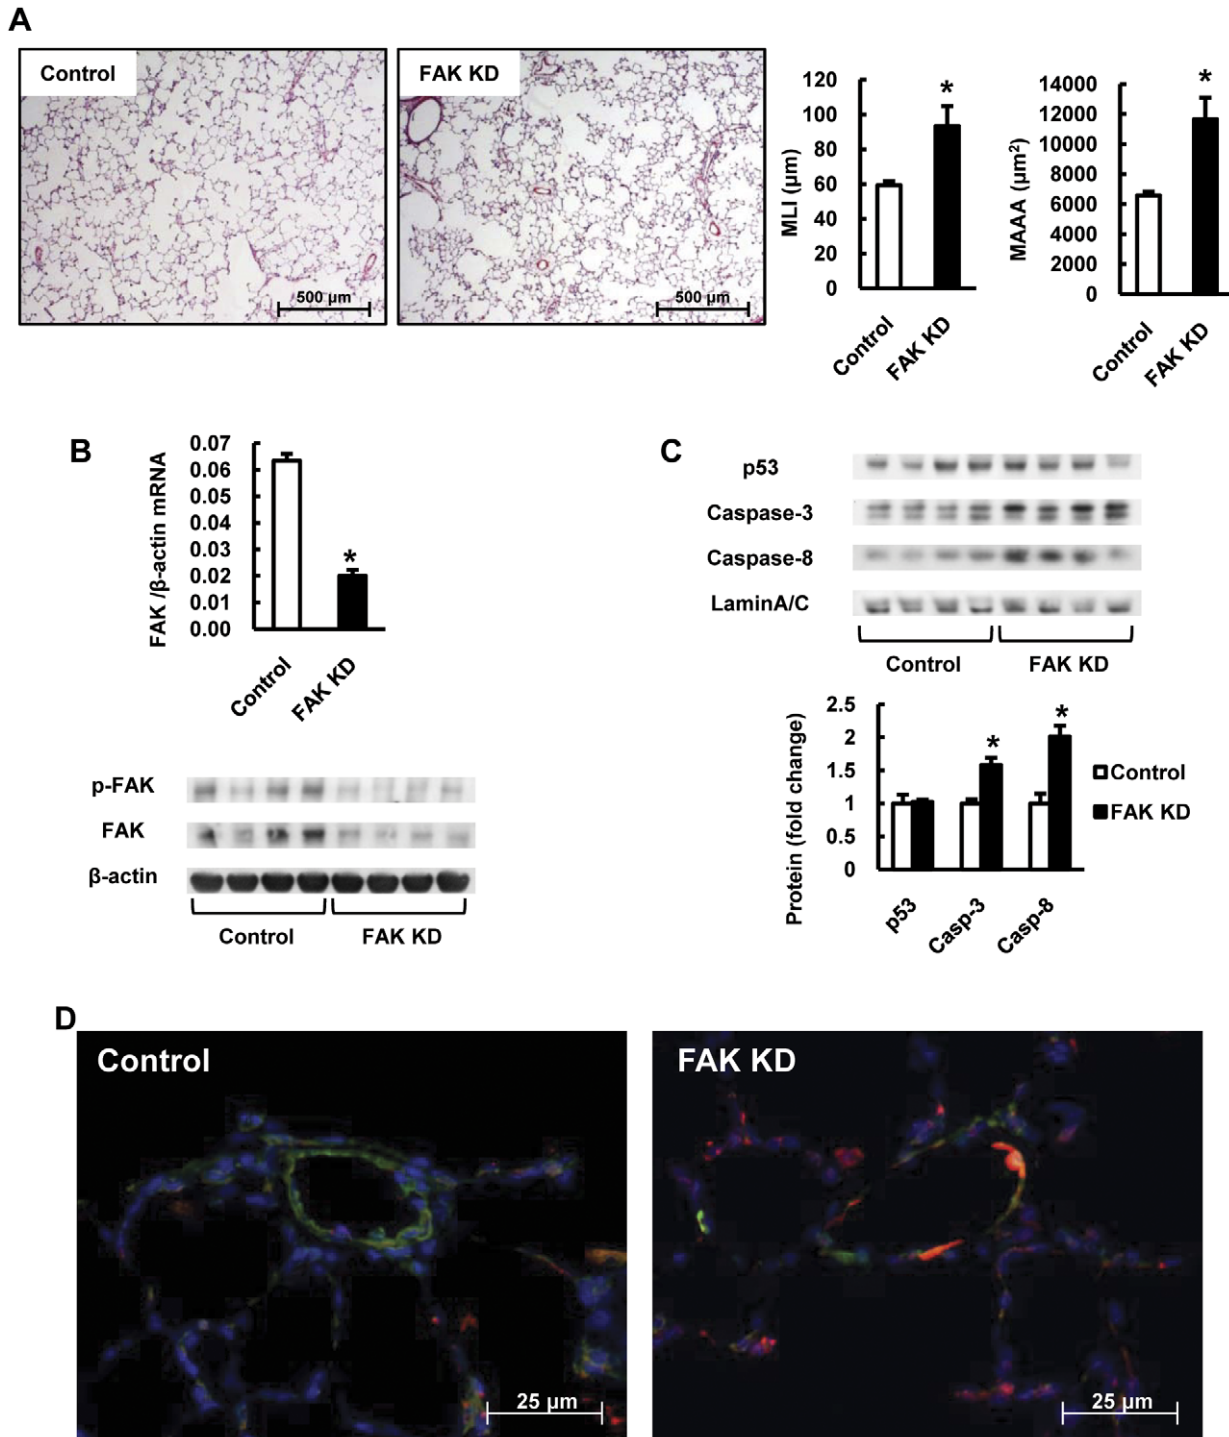 A
Control
FAK KD
500 µm
500 µm
MLI (µm)
120
100
80
60
40
20
0
Control
FAK KD
*
MAAA (µm²)
14000
12000
10000
8000
6000
4000
2000
0
Control
FAK KD
*
B
FAK /β-actin mRNA
0.07
0.06
0.05
0.04
0.03
0.02
0.01
0.00
*
Control
FAK KD
p-FAK
FAK
β-actin
Control
FAK KD
C
p53
Caspase-3
Caspase-8
LaminA/C
Control
FAK KD
Protein (fold change)
2.5
2
1.5
1
0.5
0
*
*
p53
Casp-3
Casp-8
Control
FAK KD
D
Control
FAK KD
25 µm
25 µm